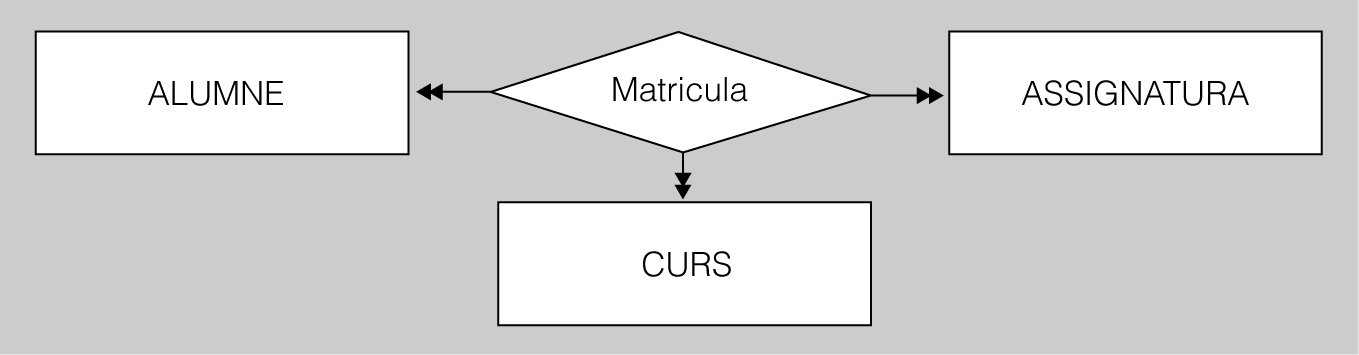 ALUMNE
Matricula
ASSIGNATURA
CURS